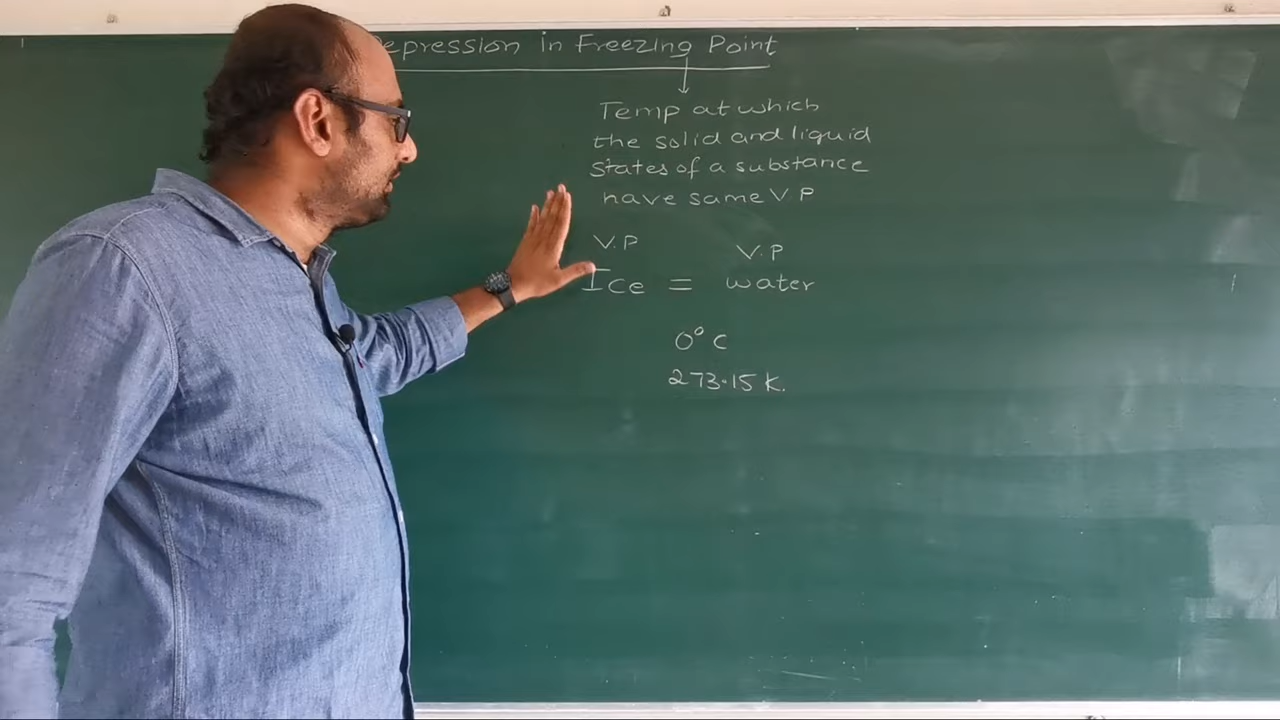 epression in Freezing Point
Temp at which
the solid and liquid
States of a substance
have same V P
V.P V.P
Ice = water
0° C
273.15 K.